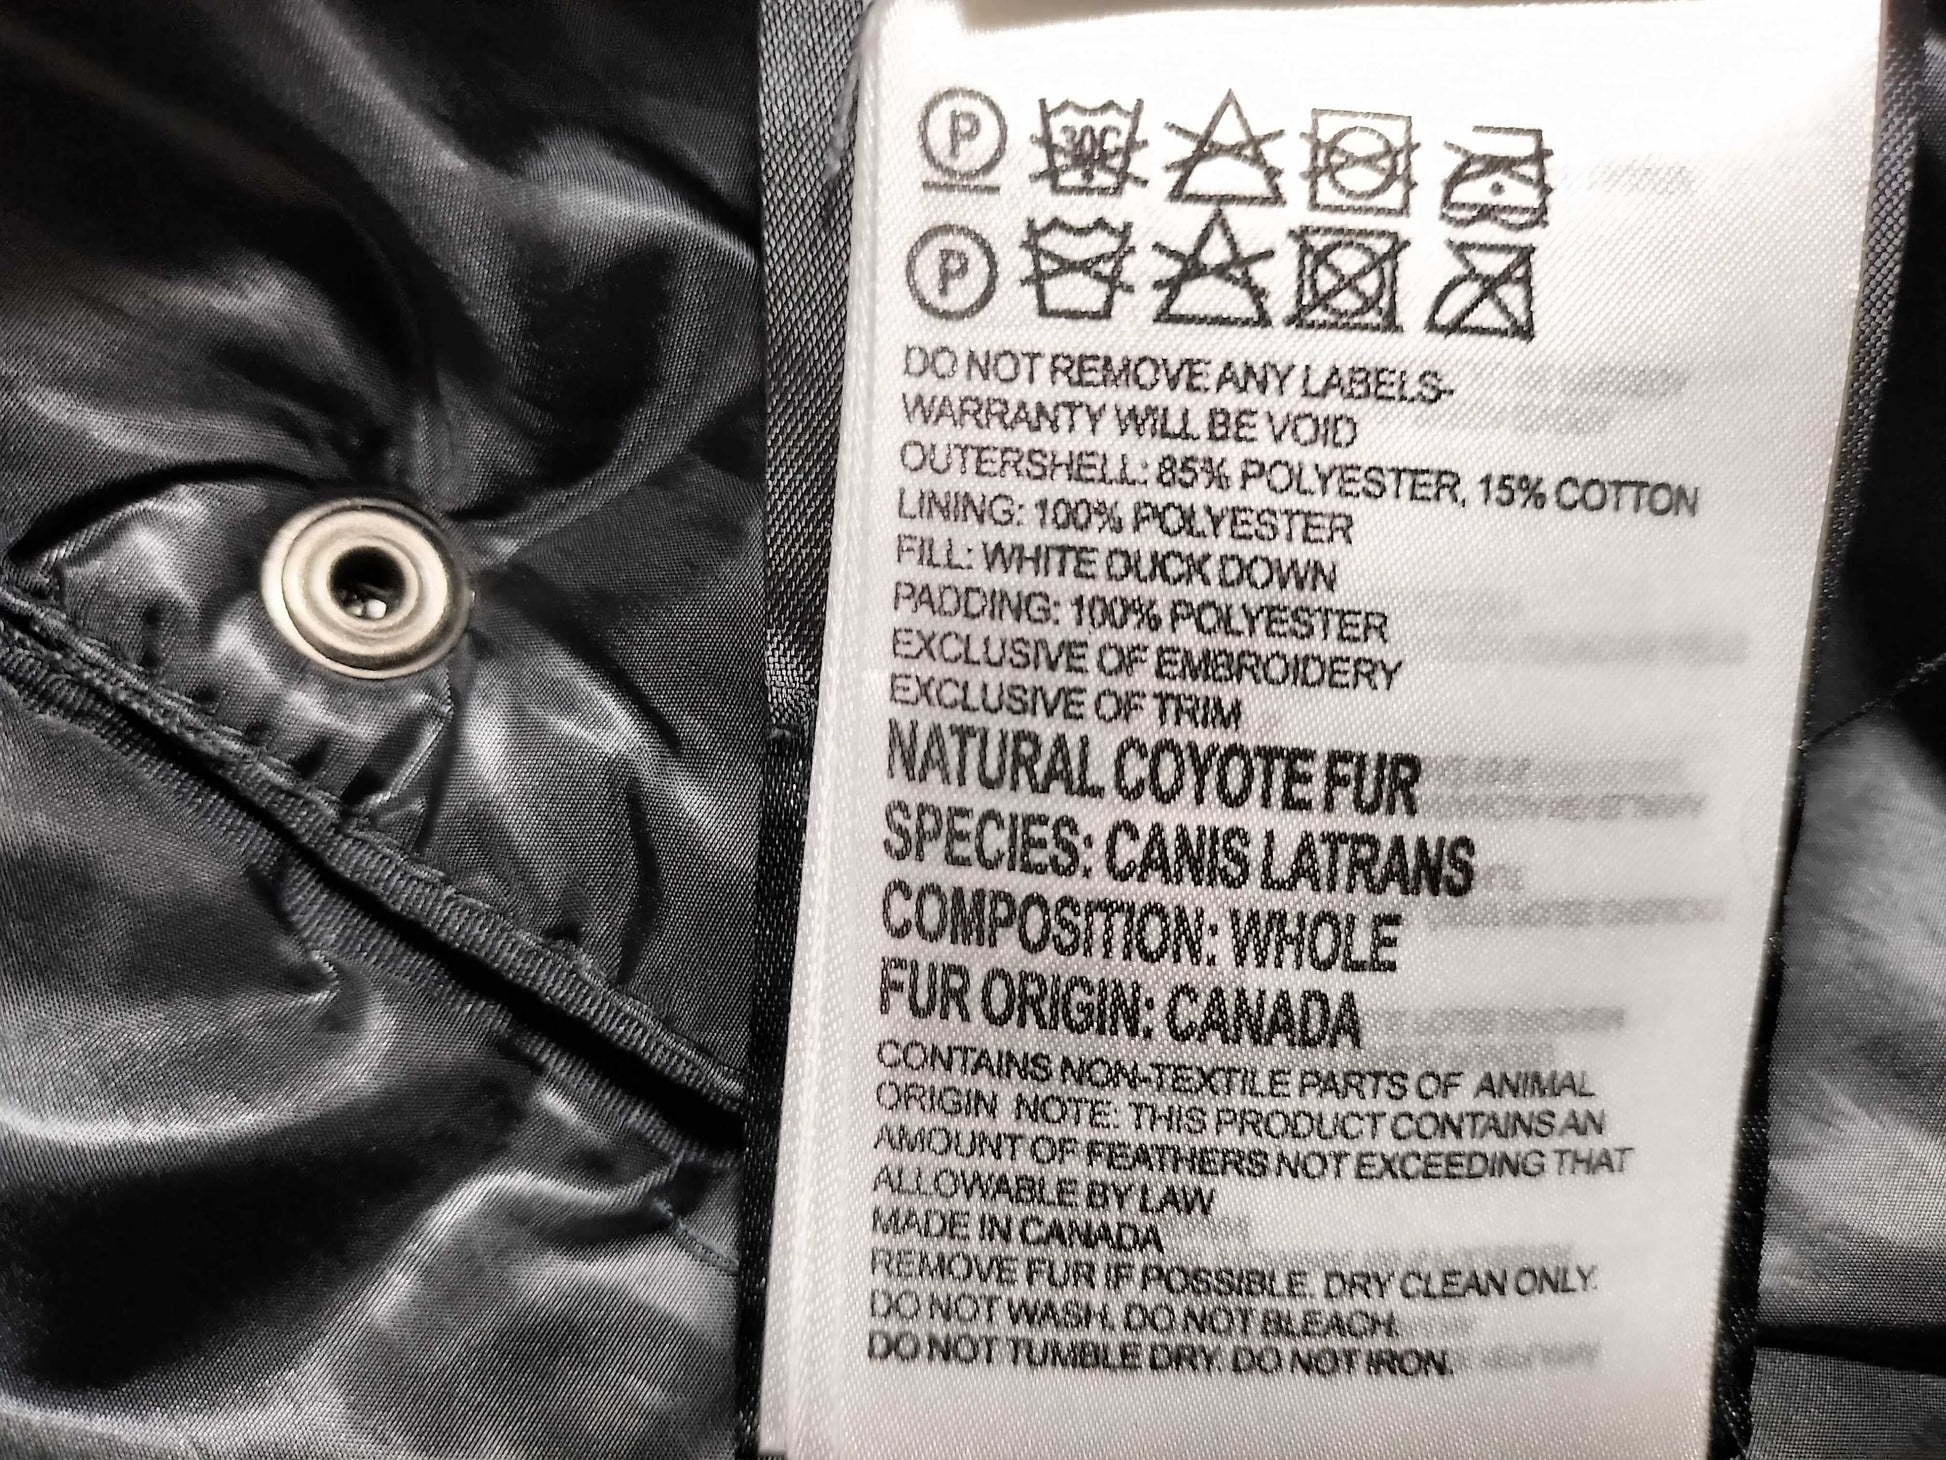 P 30C
P
DO NOT REMOVE ANY LABELS-
WARRANTY WILL BE VOID
OUTERSHELL: 85% POLYESTER, 15% COTTON
LINING: 100% POLYESTER
FILL: WHITE DUCK DOWN
PADDING: 100% POLYESTER
EXCLUSIVE OF EMBROIDERY
EXCLUSIVE OF TRIM
NATURAL COYOTE FUR
SPECIES: CANIS LATRANS
COMPOSITION: WHOLE
FUR ORIGIN: CANADA
CONTAINS NON-TEXTILE PARTS OF ANIMAL
ORIGIN NOTE: THIS PRODUCT CONTAINS AN
AMOUNT OF FEATHERS NOT EXCEEDING THAT
ALLOWABLE BY LAW
MADE IN CANADA
REMOVE FUR IF POSSIBLE. DRY CLEAN ONLY.
DO NOT WASH. DO NOT BLEACH.
DO NOT TUMBLE DRY. DO NOT IRON.